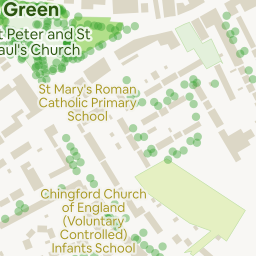 Green
t Peter and St
aul's Church
St Mary's Roman
Catholic Primary
School
Chingford Church
of England
(Voluntary
Controlled)
Infants School